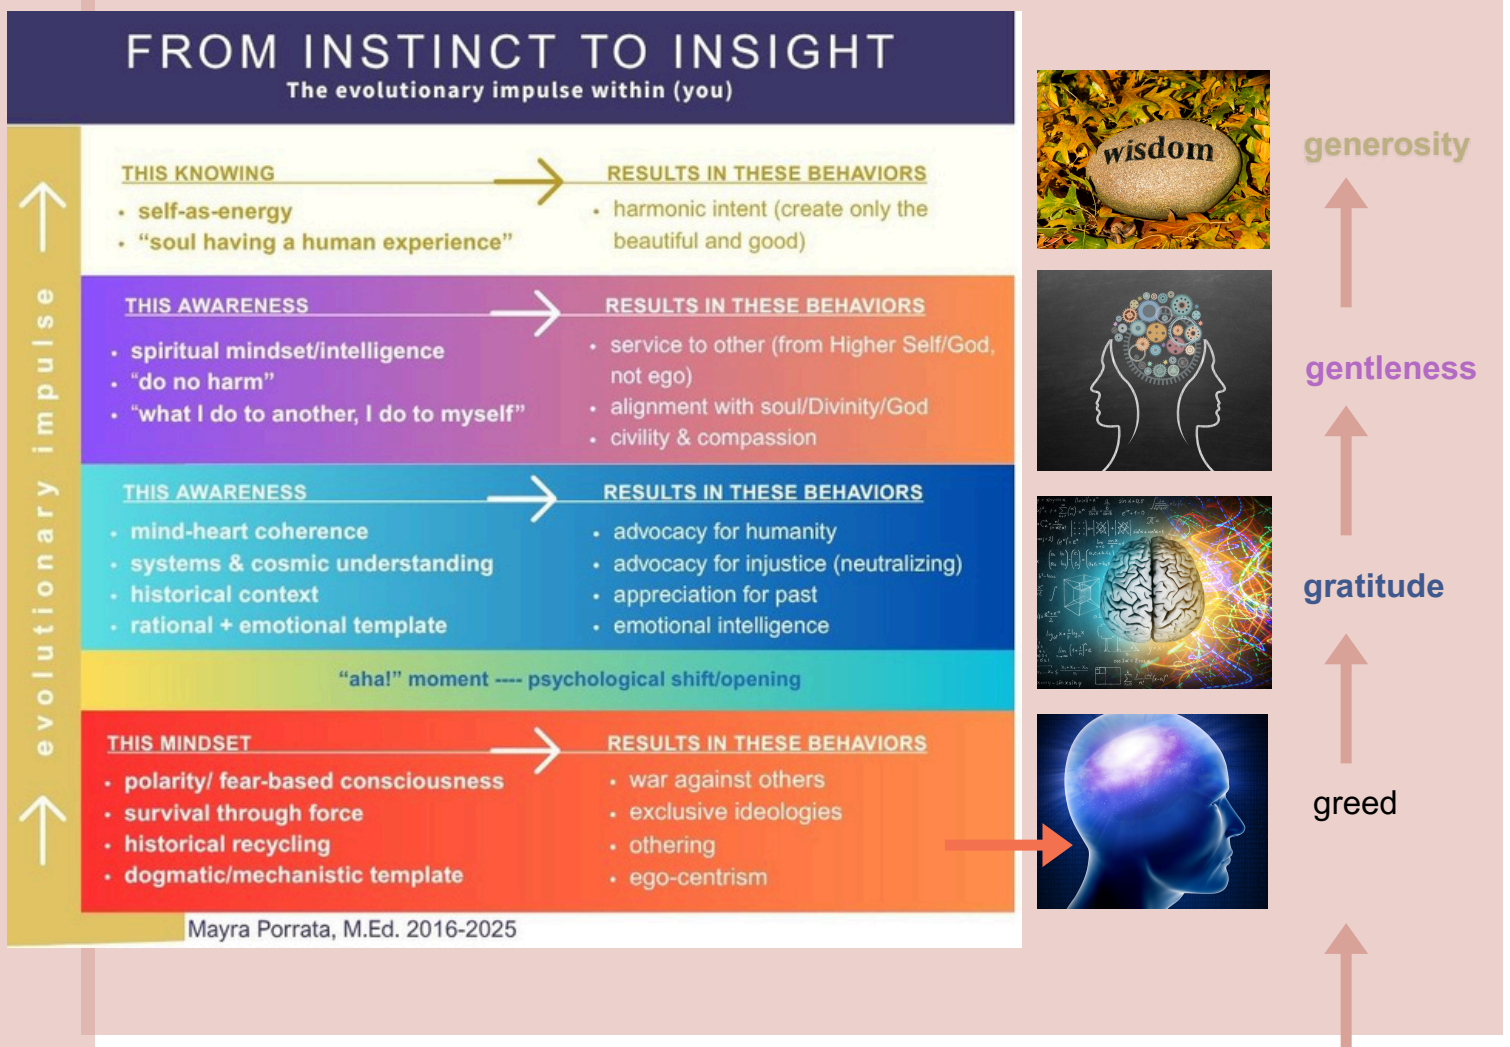 FROM INSTINCT TO INSIGHT
The evolutionary impulse within (you)
evolutionary impulse
THIS KNOWING
• self-as-energy
• “soul having a human experience”
RESULTS IN THESE BEHAVIORS
• harmonic intent (create only the
beautiful and good)
THIS AWARENESS
• spiritual mindset/intelligence
• “do no harm”
• “what I do to another, I do to myself”
RESULTS IN THESE BEHAVIORS
• service to other (from Higher Self/God,
not ego)
• alignment with soul/Divinity/God
• civility & compassion
THIS AWARENESS
• mind-heart coherence
• systems & cosmic understanding
• historical context
• rational + emotional template
RESULTS IN THESE BEHAVIORS
• advocacy for humanity
• advocacy for injustice (neutralizing)
• appreciation for past
• emotional intelligence
“aha!” moment ---- psychological shift/opening
THIS MINDSET
• polarity/ fear-based consciousness
• survival through force
• historical recycling
• dogmatic/mechanistic template
RESULTS IN THESE BEHAVIORS
• war against others
• exclusive ideologies
• othering
• ego-centrism
Mayra Porrata, M.Ed. 2016-2025
wisdom
generosity
gentleness
gratitude
greed